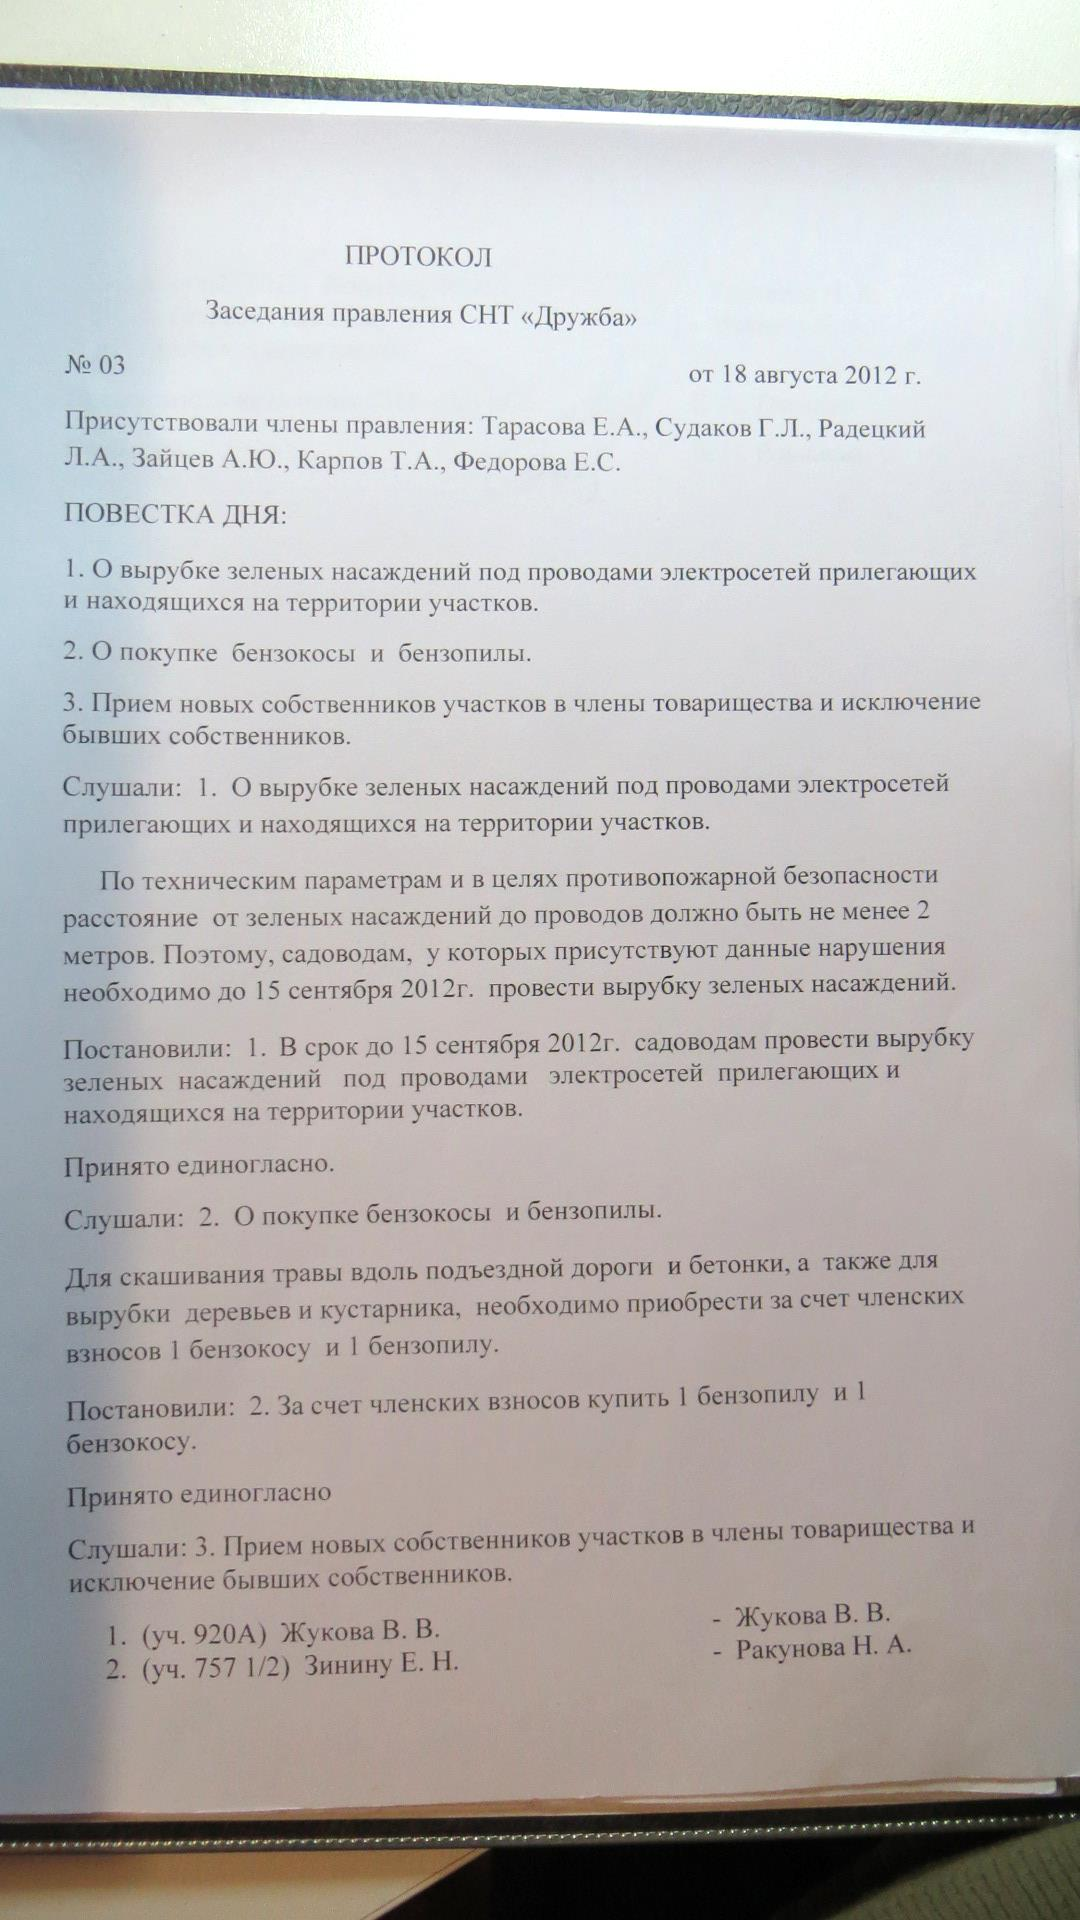 ПРОТОКОЛ
Заседания правления СНТ «Дружба»
№ 03 от 18 августа 2012 г.
Присутствовали члены правления: Тарасова Е.А., Судаков Г.Л., Радецкий
Л.А., Зайцев А.Ю., Карпов Т.А., Федорова Е.С.
ПОВЕСТКА ДНЯ:
1. О вырубке зеленых насаждений под проводами электросетей прилегающих
и находящихся на территории участков.
2. О покупке бензокосы и бензопилы.
3. Прием новых собственников участков в члены товарищества и исключение
бывших собственников.
Слушали: 1. О вырубке зеленых насаждений под проводами электросетей
прилегающих и находящихся на территории участков.
По техническим параметрам и в целях противопожарной безопасности
расстояние от зеленых насаждений до проводов должно быть не менее 2
метров. Поэтому, садоводам, у которых присутствуют данные нарушения
необходимо до 15 сентября 2012г. провести вырубку зеленых насаждений.
Постановили: 1. В срок до 15 сентября 2012г. садоводам провести вырубку
зеленых насаждений под проводами электросетей прилегающих и
находящихся на территории участков.
Принято единогласно.
Слушали: 2. О покупке бензокосы и бензопилы.
Для скашивания травы вдоль подъездной дороги и бетонки, а также для
вырубки деревьев и кустарника, необходимо приобрести за счет членских
взносов 1 бензокосу и 1 бензопилу.
Постановили: 2. За счет членских взносов купить 1 бензопилу и 1
бензокосу.
Принято единогласно
Слушали: 3. Прием новых собственников участков в члены товарищества и
исключение бывших собственников.
1. (уч. 920А) Жукова В. В. - Жукова В. В.
2. (уч. 757 1/2) Зинину Е. Н. - Ракунова Н. А.